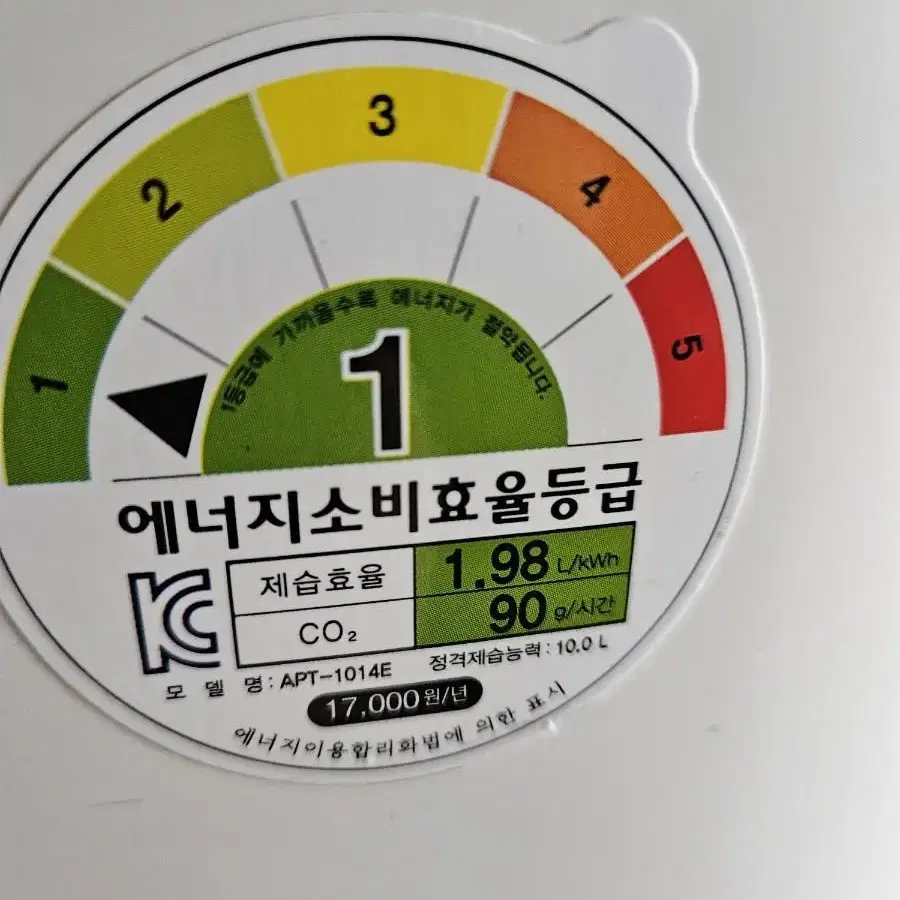 1
2
3
4
5
1등급에 가까울수록 에너지가 절약됩니다.
1
에너지소비효율등급
KC
제습효율 1.98 L/kWh
CO₂ 90 g/시간
모 델 명 : APT-1014E 정격제습능력 : 10.0 L
17,000원/년
에너지이용합리화법에 의한 표시